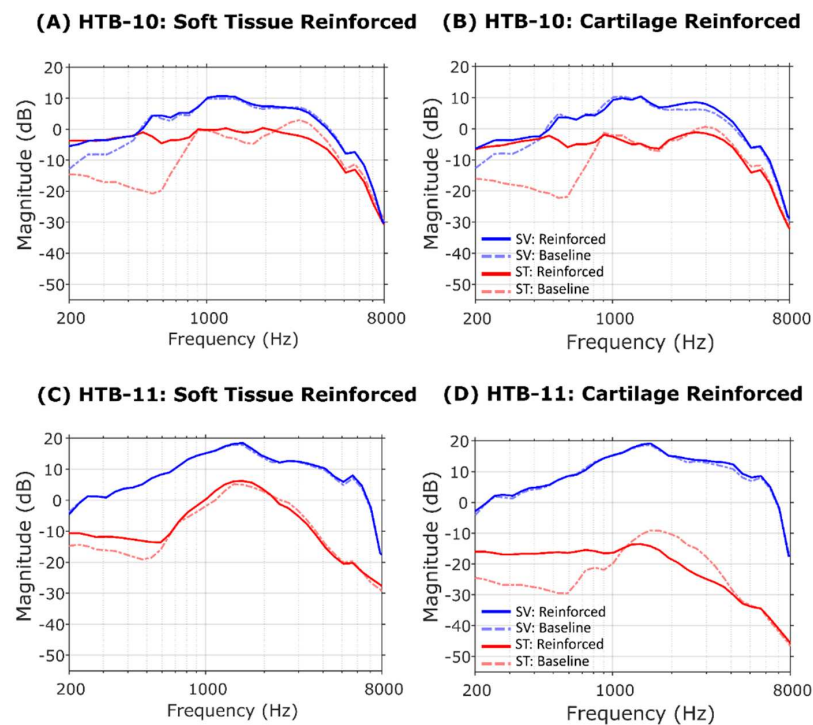 (A) HTB-10: Soft Tissue Reinforced
20
10
0
-10
-20
-30
-40
-50
Magnitude (dB)
200
1000
8000
Frequency (Hz)
(B) HTB-10: Cartilage Reinforced
20
10
0
-10
-20
-30
-40
-50
Magnitude (dB)
SV: Reinforced
SV: Baseline
ST: Reinforced
ST: Baseline
200
1000
8000
Frequency (Hz)
(C) HTB-11: Soft Tissue Reinforced
20
10
0
-10
-20
-30
-40
-50
Magnitude (dB)
200
1000
8000
Frequency (Hz)
(D) HTB-11: Cartilage Reinforced
20
10
0
-10
-20
-30
-40
-50
Magnitude (dB)
SV: Reinforced
SV: Baseline
ST: Reinforced
ST: Baseline
200
1000
8000
Frequency (Hz)